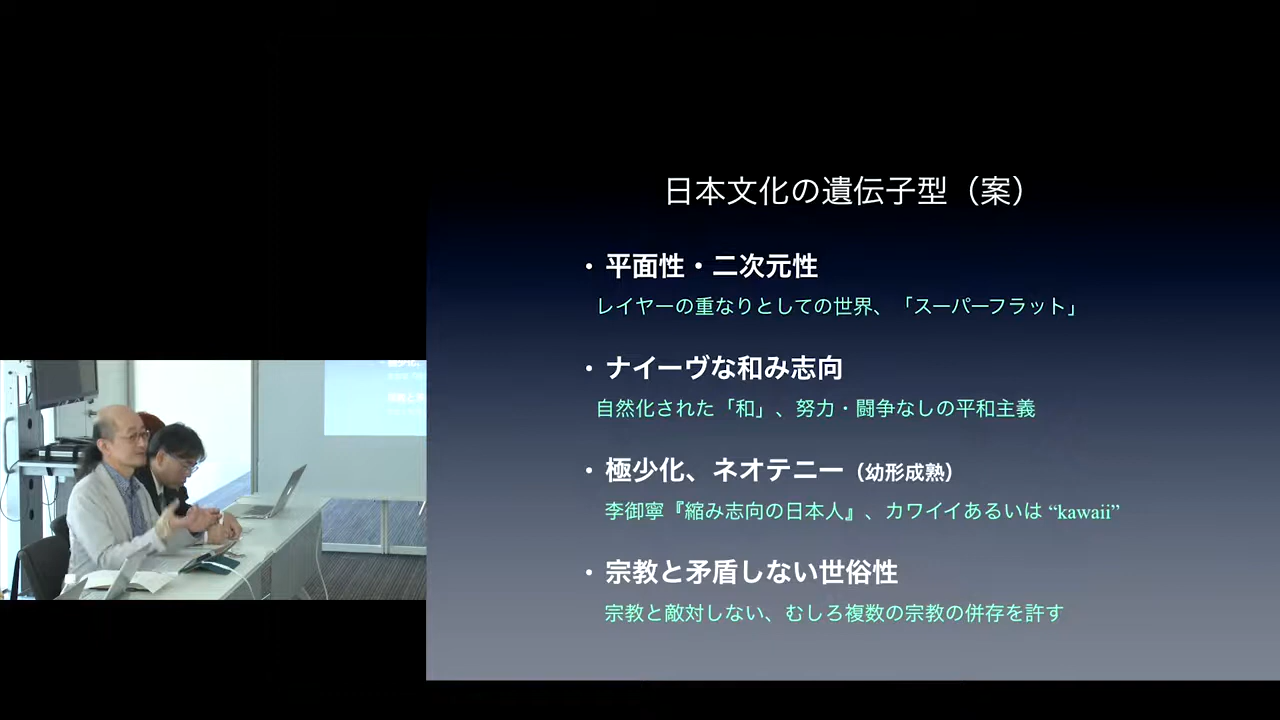 日本文化の遺伝子型（案）
・平面性・二次元性
レイヤーの重なりとしての世界、「スーパーフラット」
・ナイーヴな和み志向
自然化された「和」、努力・闘争なしの平和主義
・極少化、ネオテニー（幼形成熟）
李御寧『縮み志向の日本人』、カワイイあるいは “kawaii”
・宗教と矛盾しない世俗性
宗教と敵対しない、むしろ複数の宗教の併存を許す